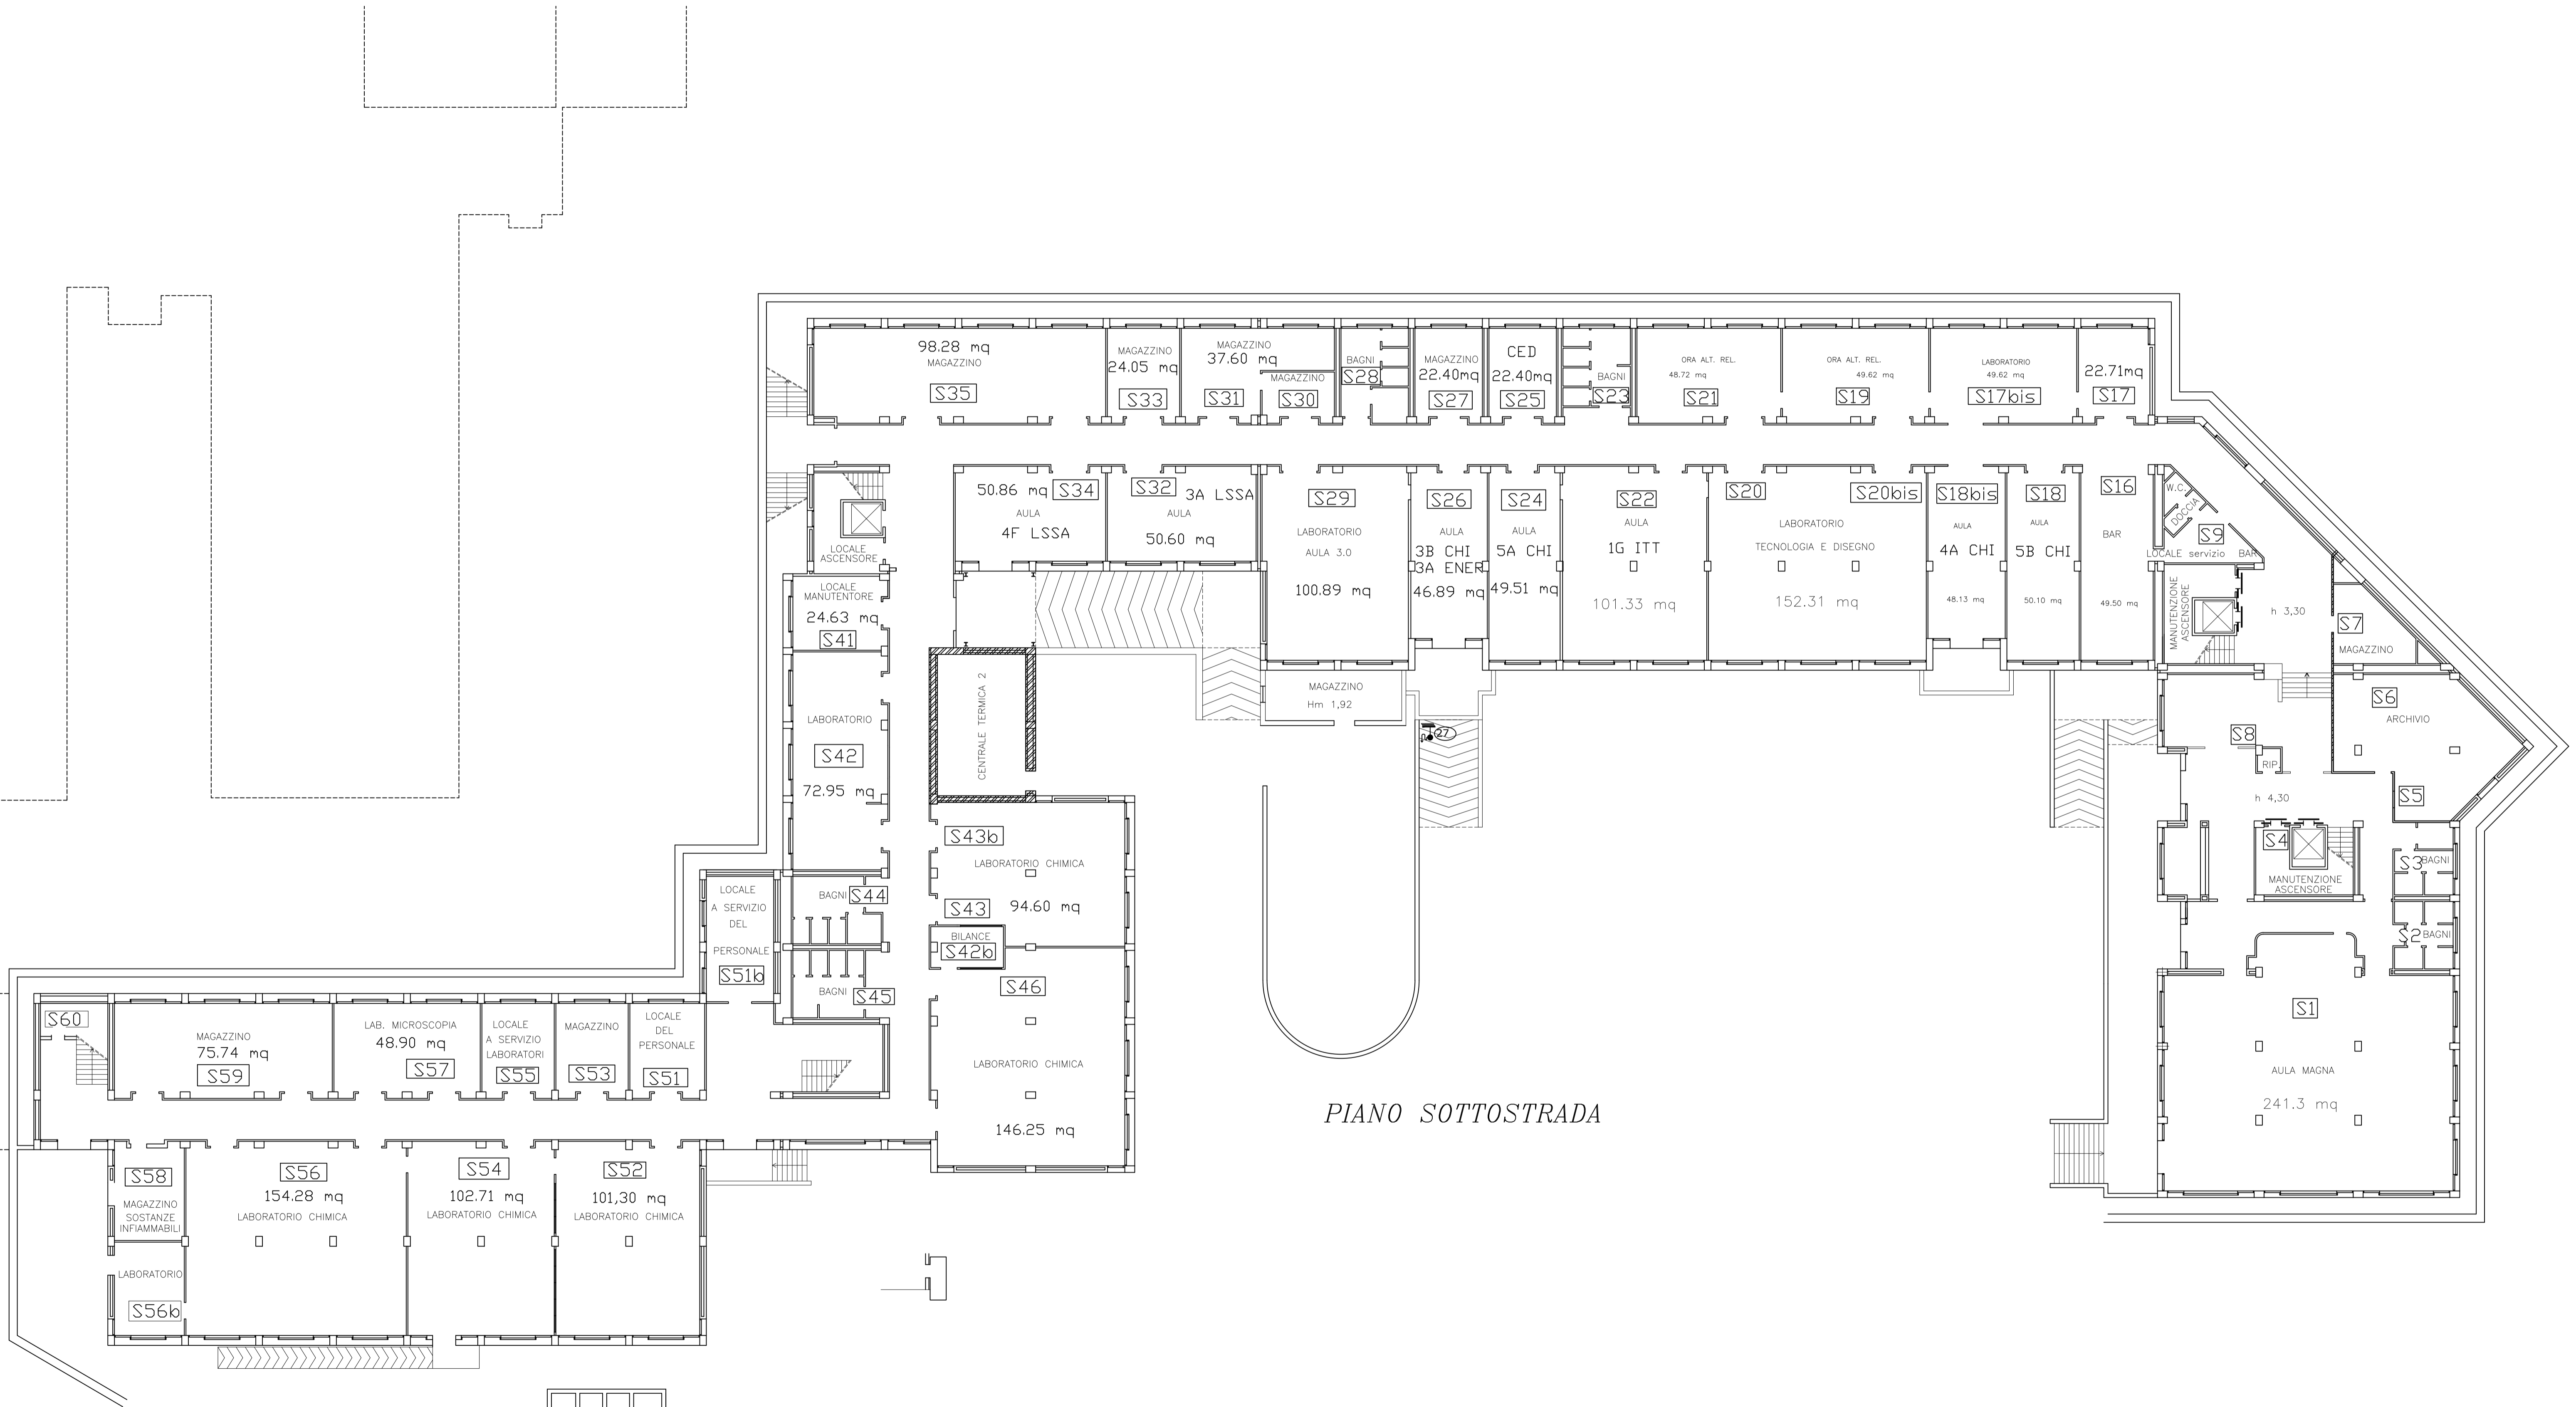 98.28 mq
MAGAZZINO
S35
MAGAZZINO
24.05 mq
S33
MAGAZZINO
37.60 mq
S31
MAGAZZINO
S30
BAGNI
S28
MAGAZZINO
22.40mq
S27
CED
22.40mq
S25
BAGNI
S23
ORA ALT. REL.
48.72 mq
S21
ORA ALT. REL.
49.62 mq
S19
LABORATORIO
49.62 mq
S17bis
22.71mq
S17
LOCALE
ASCENSORE
50.86 mq
S34
AULA
4F LSSA
S32
3A LSSA
AULA
50.60 mq
S29
LABORATORIO
AULA 3.0
100.89 mq
S26
AULA
3B CHI
3A ENER
46.89 mq
S24
AULA
5A CHI
49.51 mq
S22
AULA
1G ITT
101.33 mq
S20
S20bis
LABORATORIO
TECNOLOGIA E DISEGNO
152.31 mq
S18bis
AULA
4A CHI
48.13 mq
S18
AULA
5B CHI
50.10 mq
S16
BAR
49.50 mq
W.C.
DOCCIA
S9
LOCALE servizio BAR
MANUTENZIONE
ASCENSORE
h 3,30
S7
MAGAZZINO
LOCALE
MANUTENTORE
24.63 mq
S41
LABORATORIO
S42
72.95 mq
CENTRALE TERMICA 2
MAGAZZINO
Hm 1,92
27
S6
ARCHIVIO
S8
RIP.
h 4,30
S5
S4
MANUTENZIONE
ASCENSORE
S3
BAGNI
S2
BAGNI
S43b
LABORATORIO CHIMICA
S43
94.60 mq
BILANCE
S42b
BAGNI
S44
BAGNI
S45
LOCALE
A SERVIZIO
DEL
PERSONALE
S51b
S46
LABORATORIO CHIMICA
146.25 mq
S1
AULA MAGNA
241.3 mq
PIANO SOTTOSTRADA
S60
MAGAZZINO
75.74 mq
S59
LAB. MICROSCOPIA
48.90 mq
S57
LOCALE
A SERVIZIO
LABORATORI
S55
MAGAZZINO
S53
LOCALE
DEL
PERSONALE
S51
S58
MAGAZZINO
SOSTANZE
INFIAMMABILI
LABORATORIO
S56b
S56
154.28 mq
LABORATORIO CHIMICA
S54
102.71 mq
LABORATORIO CHIMICA
S52
101,30 mq
LABORATORIO CHIMICA